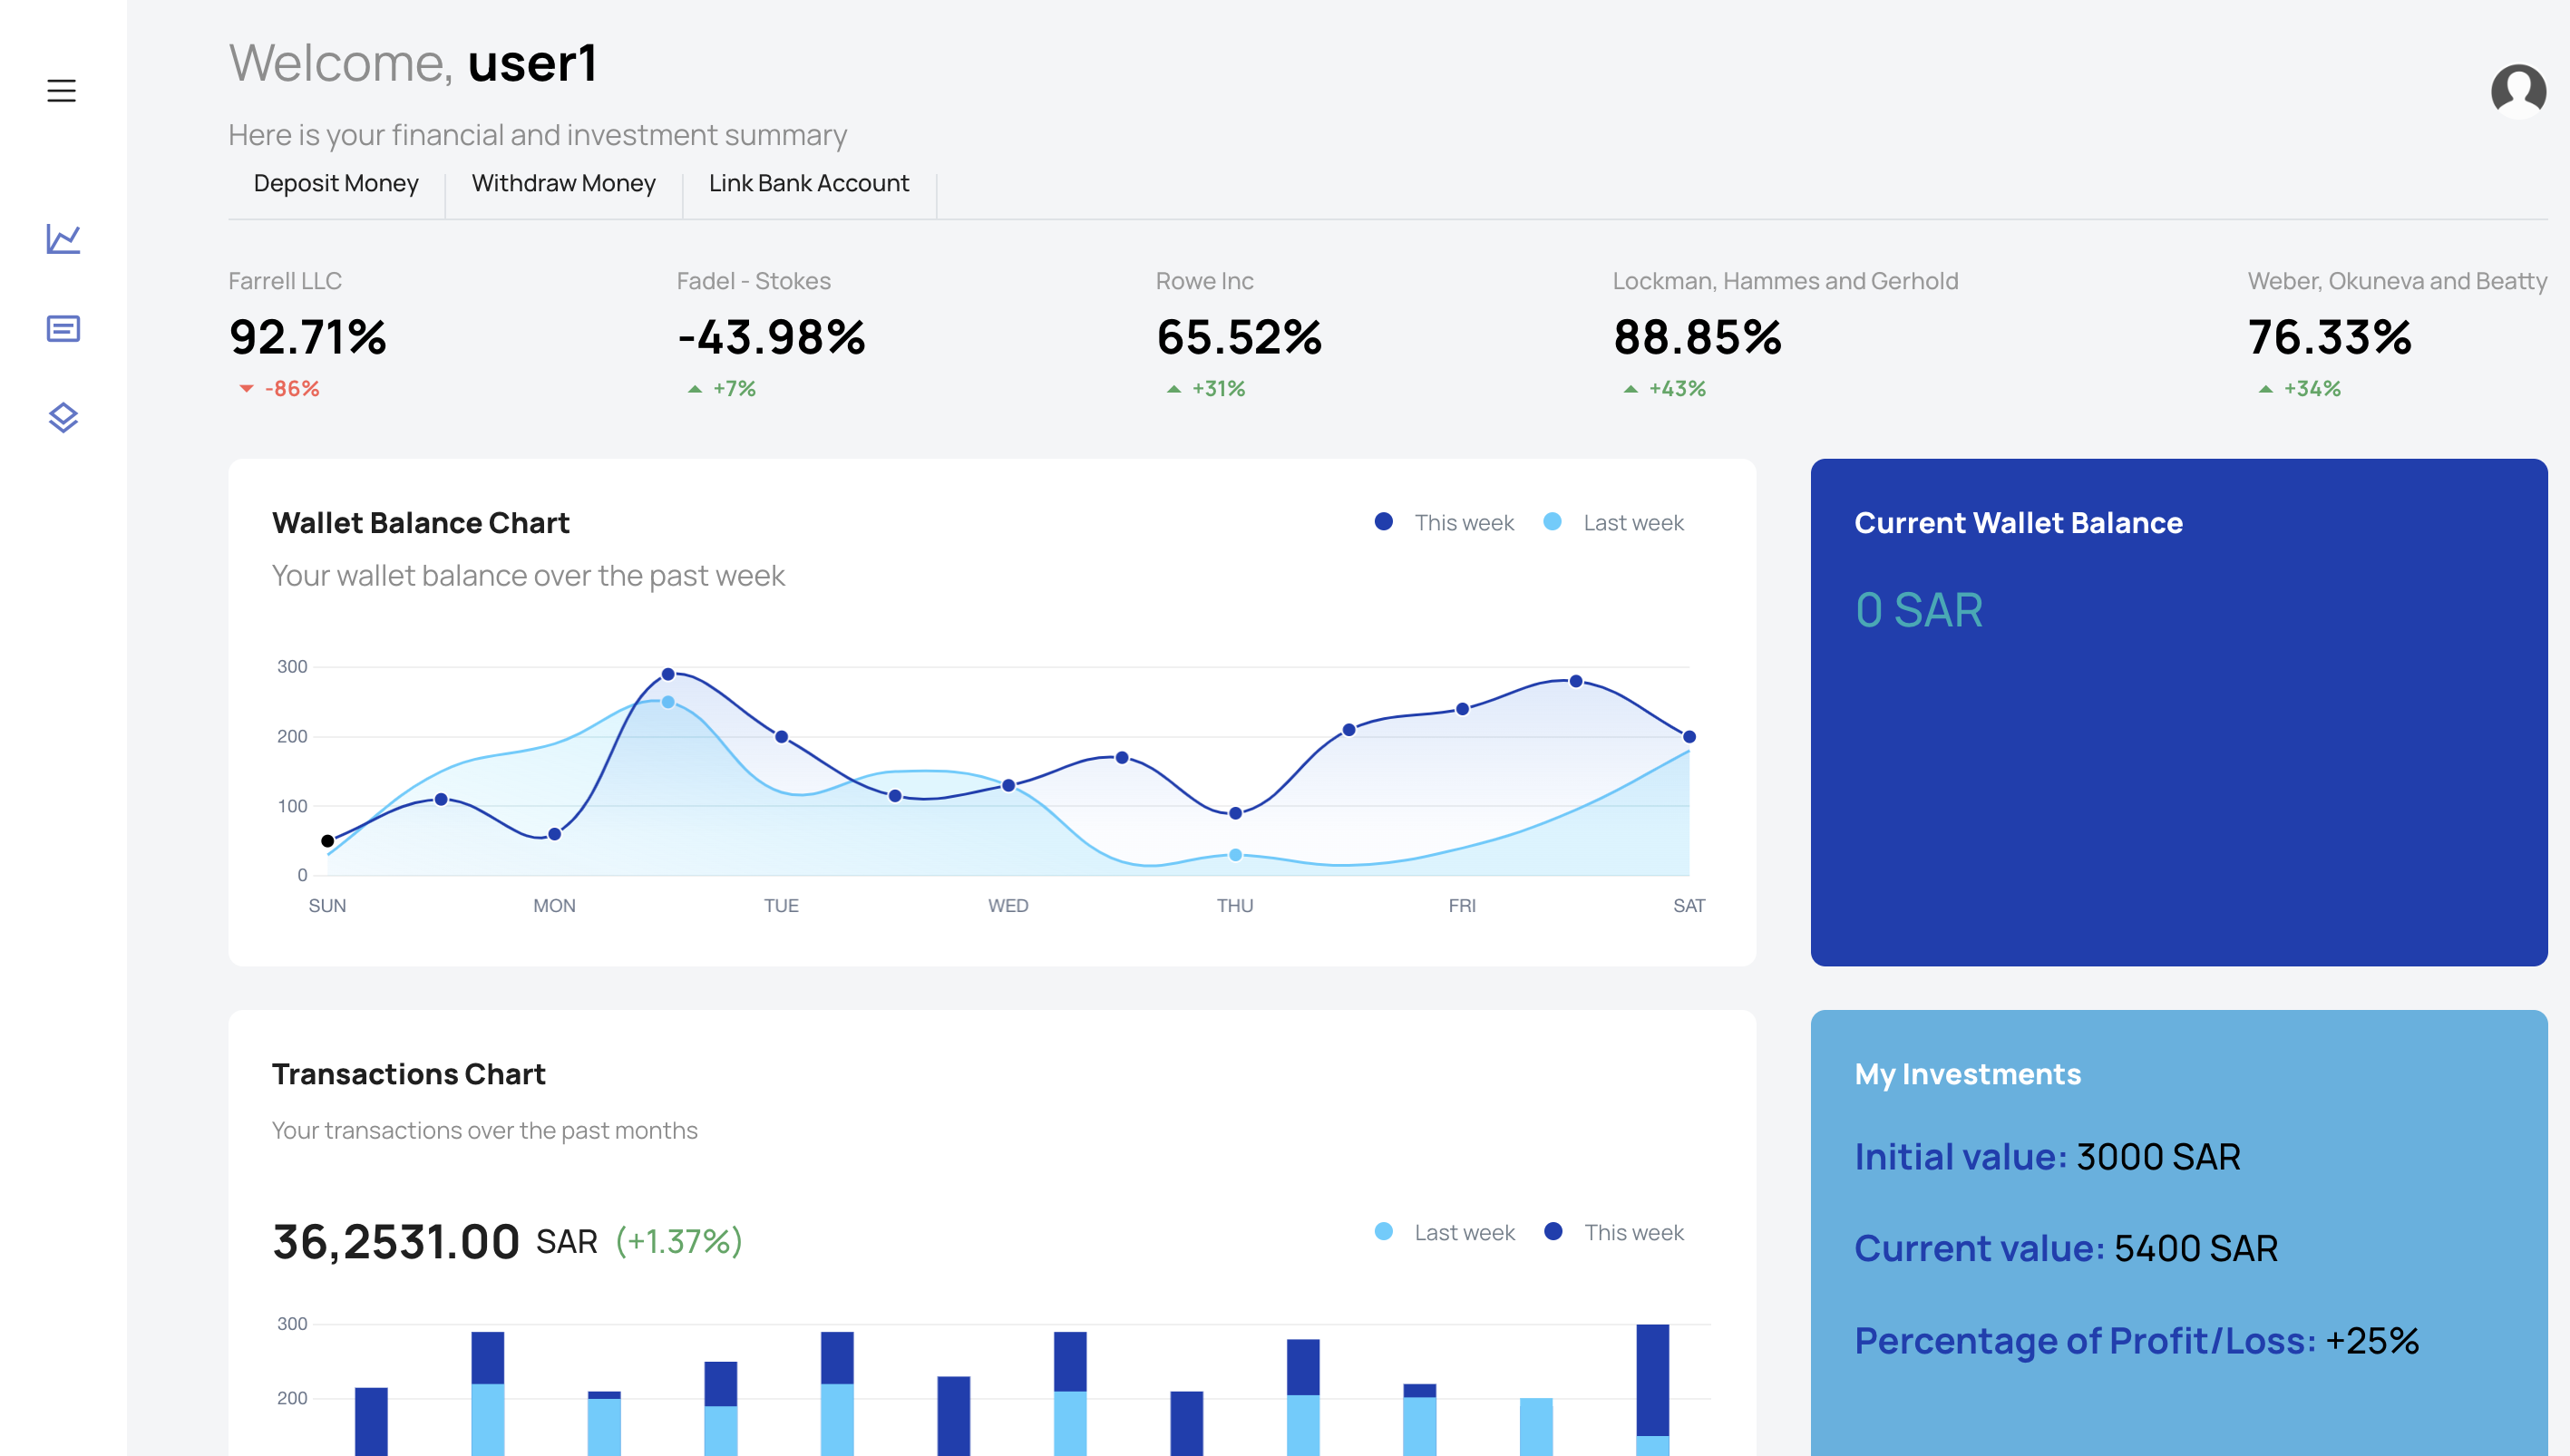 Welcome, user1
Here is your financial and investment summary
Deposit Money
Withdraw Money
Link Bank Account
Farrell LLC
92.71%
-86%
Fadel - Stokes
-43.98%
+7%
Rowe Inc
65.52%
+31%
Lockman, Hammes and Gerhold
88.85%
+43%
Weber, Okuneva and Beatty
76.33%
+34%
Wallet Balance Chart
This week
Last week
Your wallet balance over the past week
300
200
100
0
SUN
MON
TUE
WED
THU
FRI
SAT
Current Wallet Balance
0 SAR
Transactions Chart
Your transactions over the past months
36,2531.00 SAR (+1.37%)
Last week
This week
300
200
My Investments
Initial value: 3000 SAR
Current value: 5400 SAR
Percentage of Profit/Loss: +25%